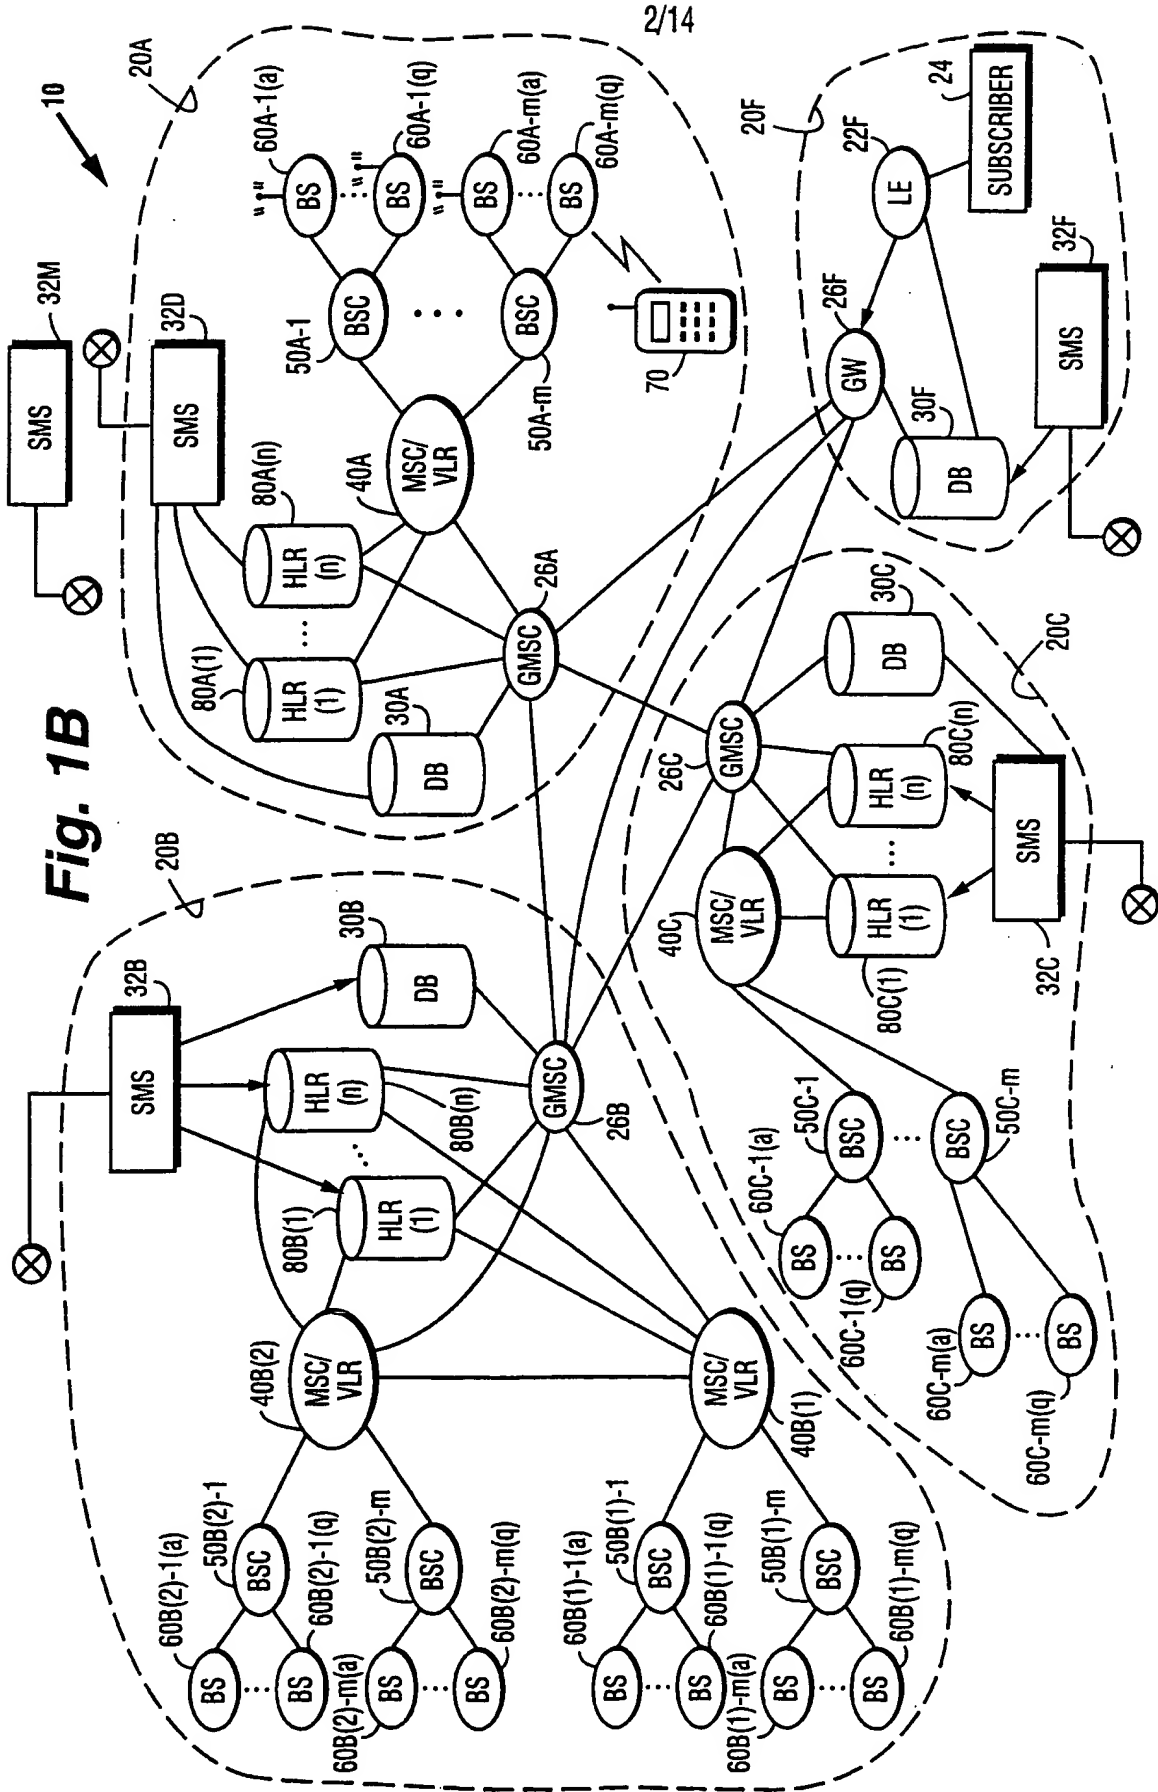 2/14
Fig. 1B
10
20A
SMS
32M
SMS
32D
HLR
(1)
80A(1)
HLR
(n)
80A(n)
DB
30A
GMSC
26A
MSC/
VLR
40A
BSC
50A-1
BSC
50A-m
BS
60A-1(a)
BS
60A-1(q)
BS
60A-m(a)
BS
60A-m(q)
70
20B
SMS
32B
DB
30B
HLR
(n)
80B(n)
HLR
(1)
80B(1)
GMSC
26B
MSC/
VLR
40B(2)
MSC/
VLR
40B(1)
BSC
50B(2)-1
BSC
50B(2)-m
BS
60B(2)-1(a)
BS
60B(2)-1(q)
BS
60B(2)-m(a)
BS
60B(2)-m(q)
BSC
50B(1)-1
BSC
50B(1)-m
BS
60B(1)-1(a)
BS
60B(1)-1(q)
BS
60B(1)-m(a)
BS
60B(1)-m(q)
20C
GMSC
26C
DB
30C
MSC/
VLR
40C
HLR
(1)
80C(1)
HLR
(n)
80C(n)
SMS
32C
BSC
50C-1
BSC
50C-m
BS
60C-1(a)
BS
60C-1(q)
BS
60C-m(a)
BS
60C-m(q)
20F
GW
26F
LE
22F
SUBSCRIBER
24
DB
30F
SMS
32F